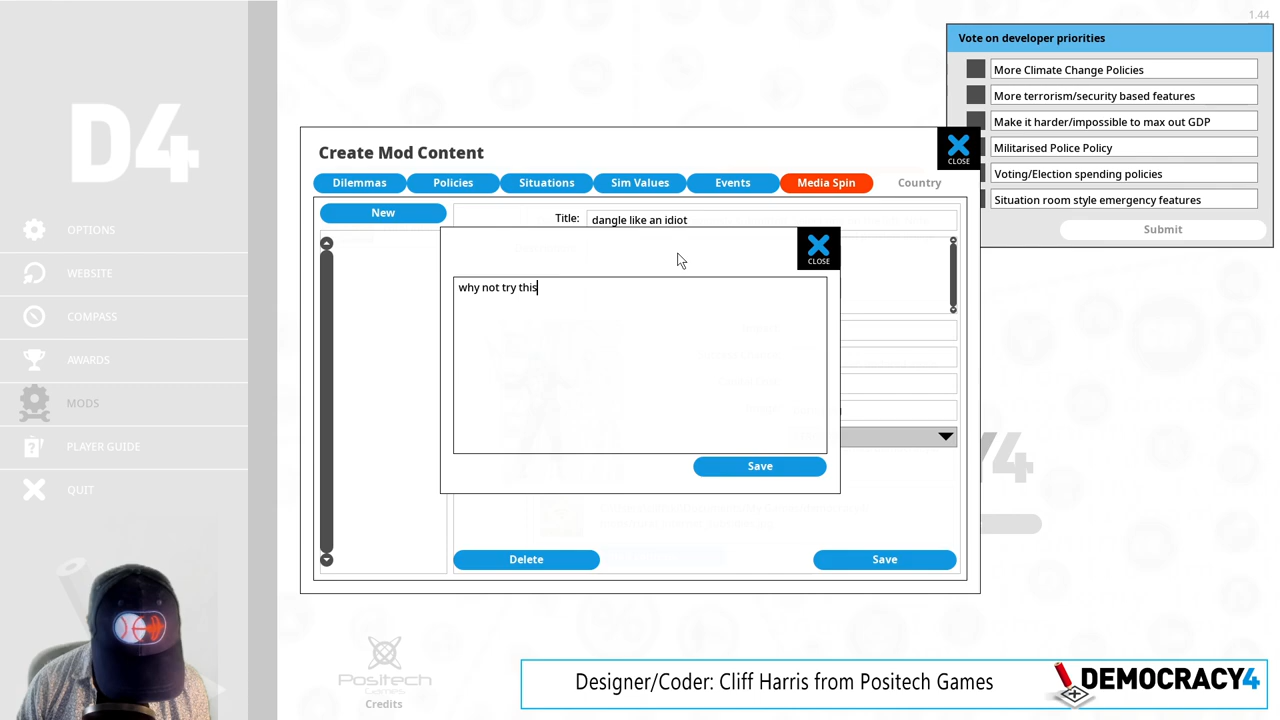 1.44
Vote on developer priorities
More Climate Change Policies
More terrorism/security based features
Make it harder/impossible to max out GDP
Militarised Police Policy
Voting/Election spending policies
Situation room style emergency features
Submit
D4
OPTIONS
WEBSITE
COMPASS
AWARDS
MODS
PLAYER GUIDE
QUIT
Create Mod Content
CLOSE
Dilemmas
Policies
Situations
Sim Values
Events
Media Spin
Country
New
Title:
dangle like an idiot
CLOSE
why not try this
Save
Delete
Save
Positech
Games
Credits
Designer/Coder: Cliff Harris from Positech Games
DEMOCRACY4